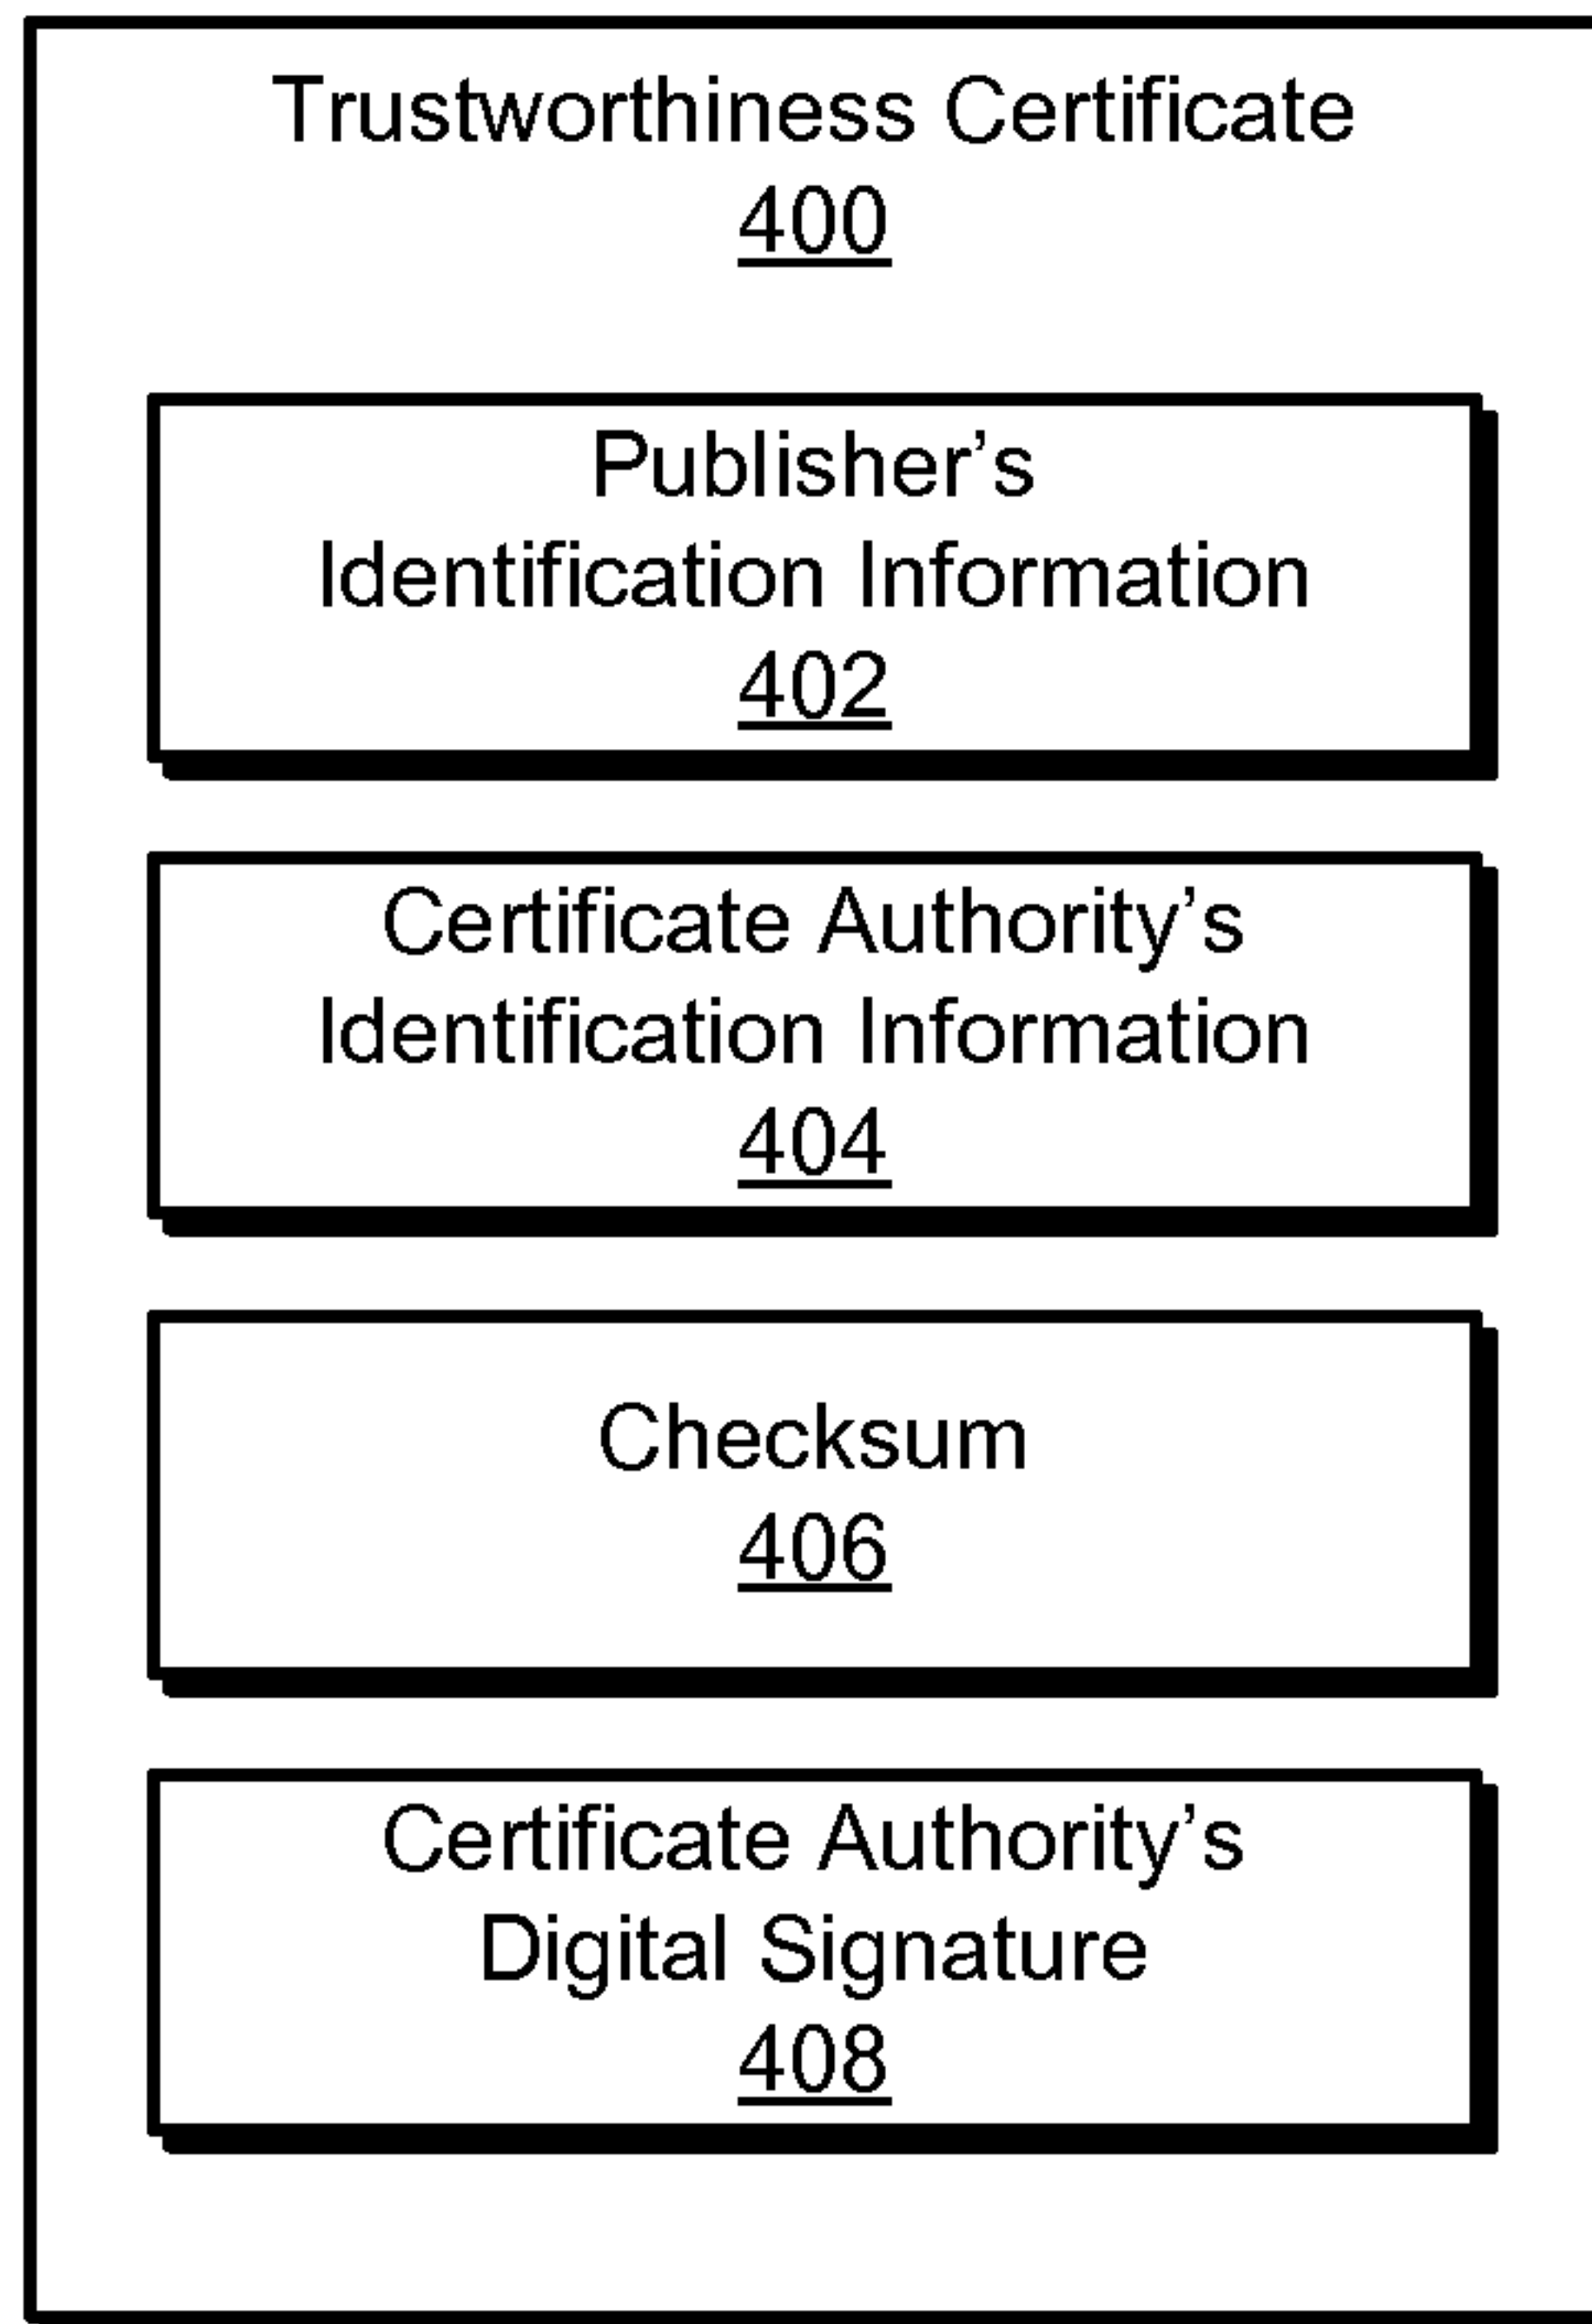 Trustworthiness Certificate
400
Publisher’s
Identification Information
402
Certificate Authority’s
Identification Information
404
Checksum
406
Certificate Authority’s
Digital Signature
408